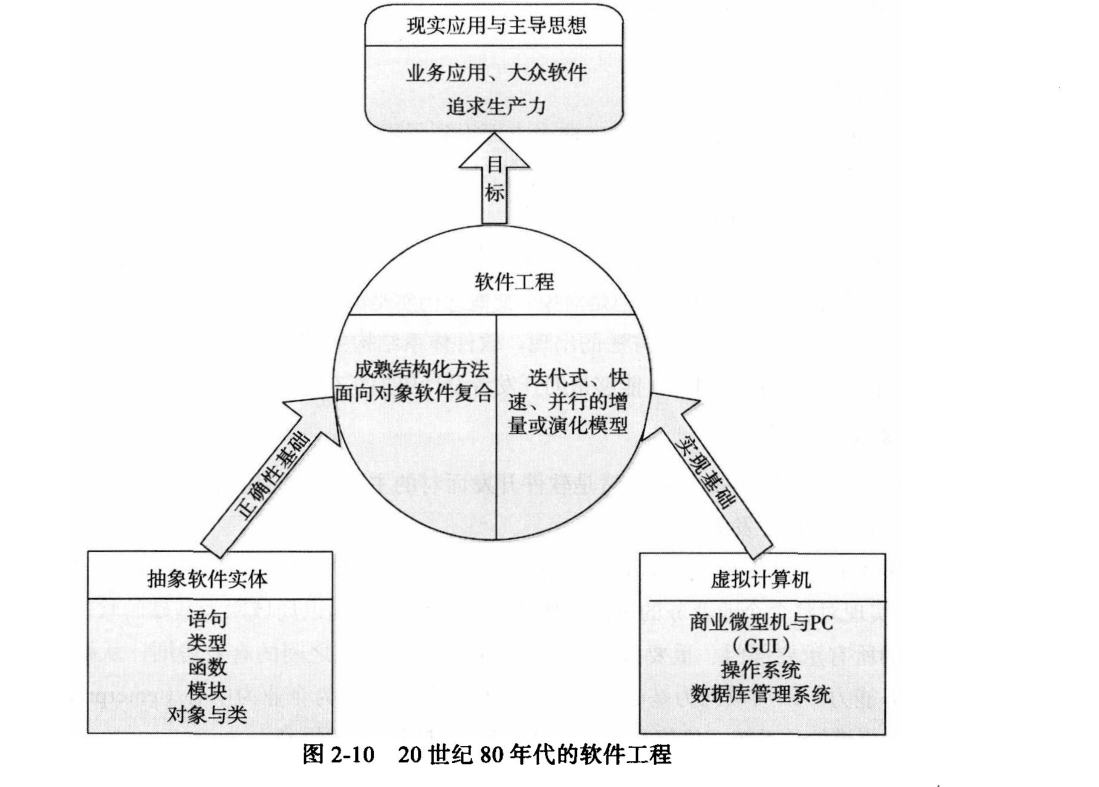 现实应用与主导思想
业务应用、大众软件
追求生产力
目
标
软件工程
成熟结构化方法
面向对象软件复合
迭代式、快
速、并行的增
量或演化模型
正确性基础
实现基础
抽象软件实体
语句
类型
函数
模块
对象与类
虚拟计算机
商业微型机与PC
（GUI）
操作系统
数据库管理系统
图 2-10 20 世纪 80 年代的软件工程